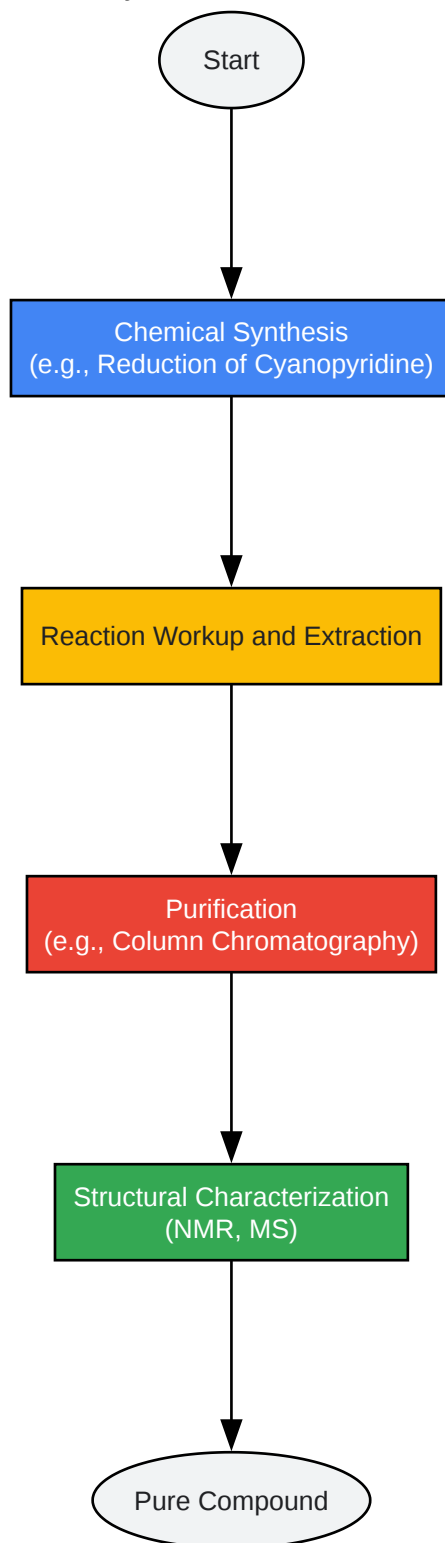 Start
Chemical Synthesis
(e.g., Reduction of Cyanopyridine)
Reaction Workup and Extraction
Purification
(e.g., Column Chromatography)
Structural Characterization
(NMR, MS)
Pure Compound